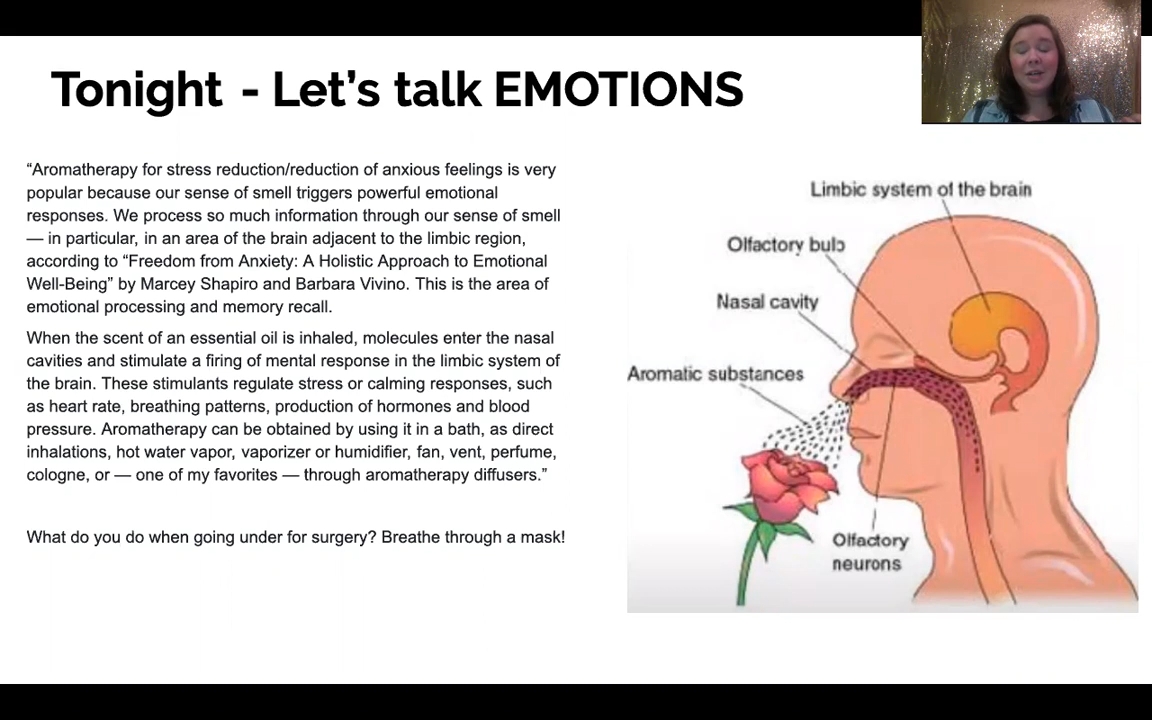 Tonight - Let's talk EMOTIONS
“Aromatherapy for stress reduction/reduction of anxious feelings is very
popular because our sense of smell triggers powerful emotional
responses. We process so much information through our sense of smell
— in particular, in an area of the brain adjacent to the limbic region,
according to “Freedom from Anxiety: A Holistic Approach to Emotional
Well-Being” by Marcey Shapiro and Barbara Vivino. This is the area of
emotional processing and memory recall.
When the scent of an essential oil is inhaled, molecules enter the nasal
cavities and stimulate a firing of mental response in the limbic system of
the brain. These stimulants regulate stress or calming responses, such
as heart rate, breathing patterns, production of hormones and blood
pressure. Aromatherapy can be obtained by using it in a bath, as direct
inhalations, hot water vapor, vaporizer or humidifier, fan, vent, perfume,
cologne, or — one of my favorites — through aromatherapy diffusers.”
What do you do when going under for surgery? Breathe through a mask!
Limbic system of the brain
Olfactory bulb
Nasal cavity
Aromatic substances
Olfactory
neurons